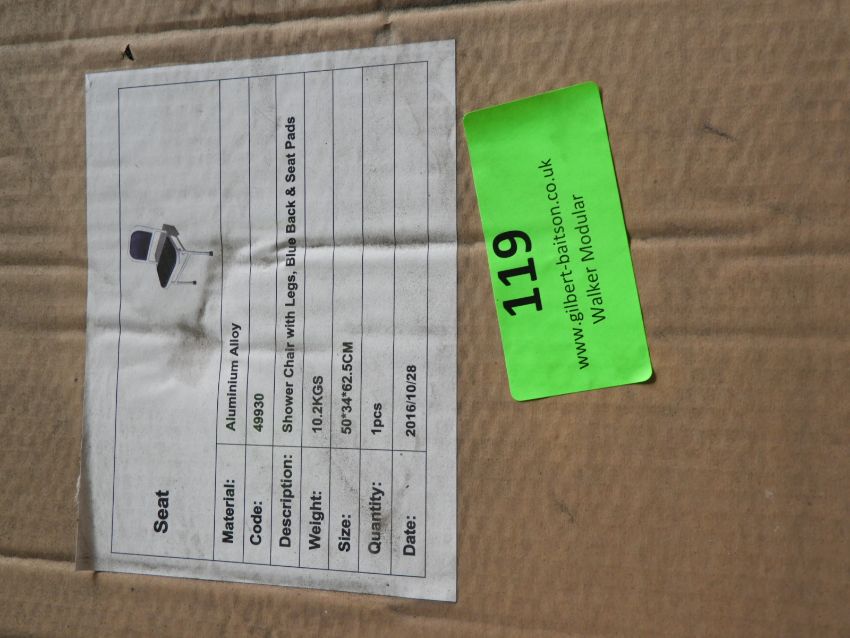 Seat
Material: Aluminium Alloy
Code: 49930
Description: Shower Chair with Legs, Blue Back & Seat Pads
Weight: 10.2KGS
Size: 50*34*62.5CM
Quantity: 1pcs
Date: 2016/10/28
119
www.gilbert-baitson.co.uk
Walker Modular